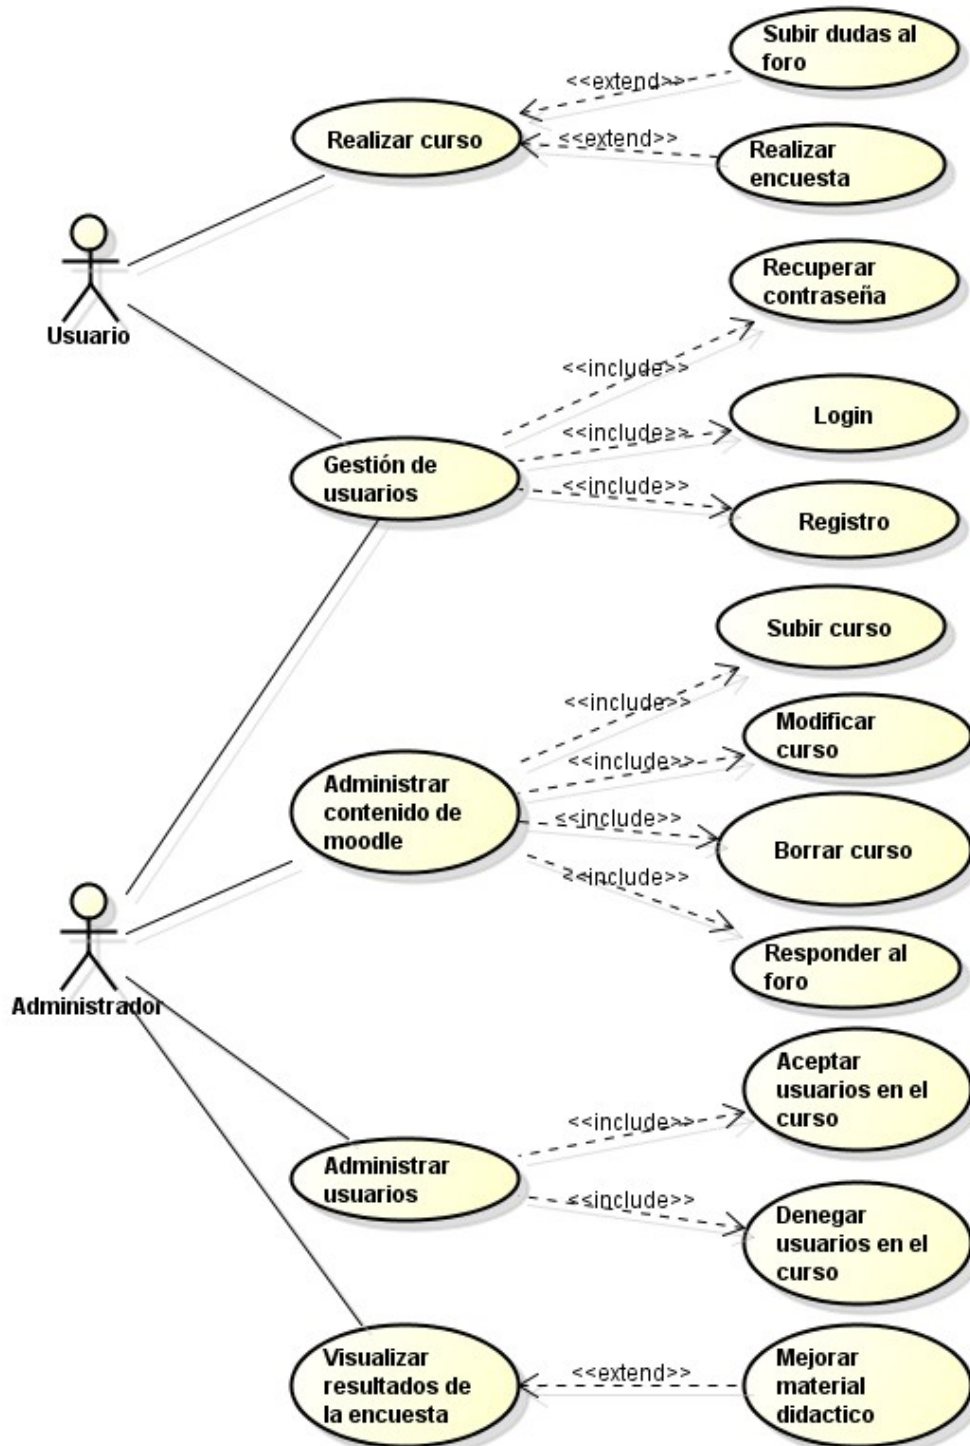 Subir dudas al
foro
<<extend>>
Realizar curso
<<extend>>
Realizar
encuesta
Usuario
Recuperar
contraseña
<<include>>
Login
<<include>>
Gestión de
usuarios
<<include>>
Registro
Subir curso
<<include>>
Modificar
curso
<<include>>
Administrar
contenido de
moodle
<<include>>
Borrar curso
<<include>>
Responder al
foro
Administrador
Aceptar
usuarios en el
curso
<<include>>
Administrar
usuarios
<<include>>
Denegar
usuarios en el
curso
Visualizar
resultados de
la encuesta
<<extend>>
Mejorar
material
didactico